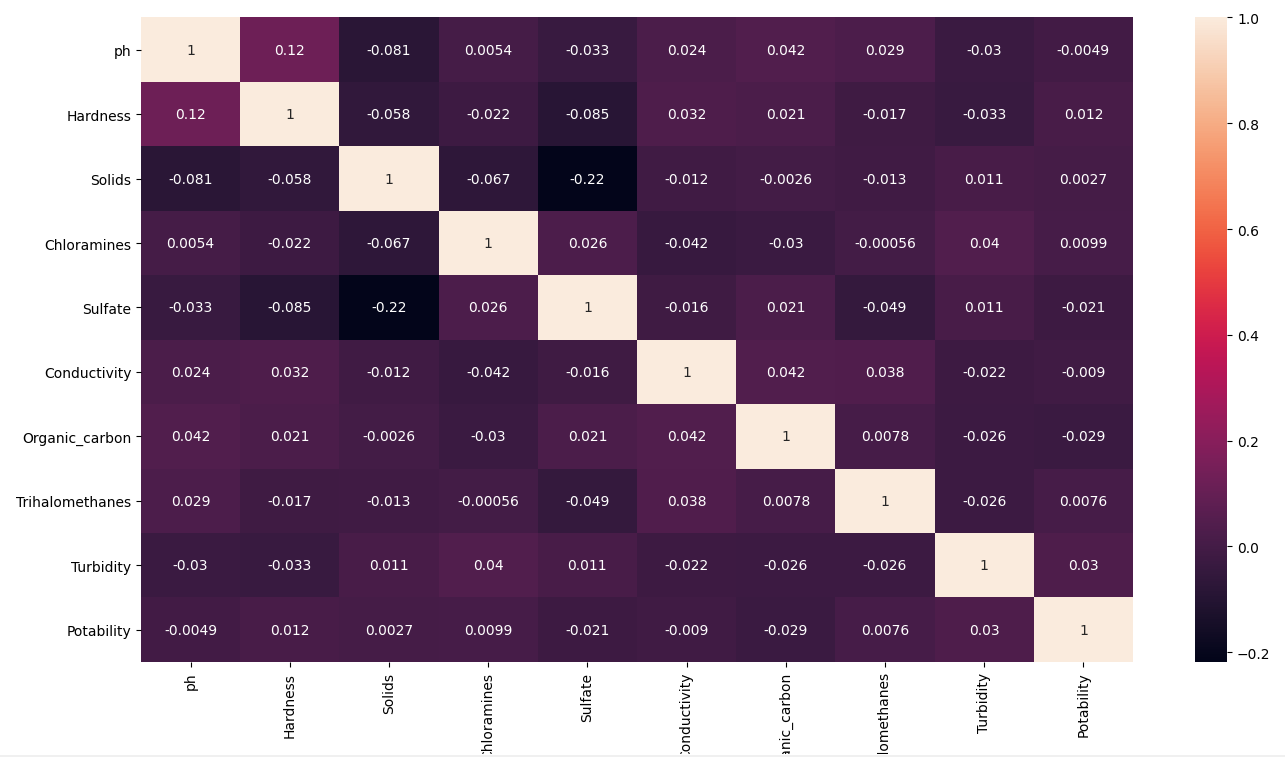 ph 1 0.12 -0.081 0.0054 -0.033 0.024 0.042 0.029 -0.03 -0.0049
Hardness 0.12 1 -0.058 -0.022 -0.085 0.032 0.021 -0.017 -0.033 0.012
Solids -0.081 -0.058 1 -0.067 -0.22 -0.012 -0.0026 -0.013 0.011 0.0027
Chloramines 0.0054 -0.022 -0.067 1 0.026 -0.042 -0.03 -0.00056 0.04 0.0099
Sulfate -0.033 -0.085 -0.22 0.026 1 -0.016 0.021 -0.049 0.011 -0.021
Conductivity 0.024 0.032 -0.012 -0.042 -0.016 1 0.042 0.038 -0.022 -0.009
Organic_carbon 0.042 0.021 -0.0026 -0.03 0.021 0.042 1 0.0078 -0.026 -0.029
Trihalomethanes 0.029 -0.017 -0.013 -0.00056 -0.049 0.038 0.0078 1 -0.026 0.0076
Turbidity -0.03 -0.033 0.011 0.04 0.011 -0.022 -0.026 -0.026 1 0.03
Potability -0.0049 0.012 0.0027 0.0099 -0.021 -0.009 -0.029 0.0076 0.03 1
ph
Hardness
Solids
hloramines
Sulfate
onductivity
anic_carbon
lomethanes
Turbidity
Potability
1.0
0.8
0.6
0.4
0.2
0.0
−0.2